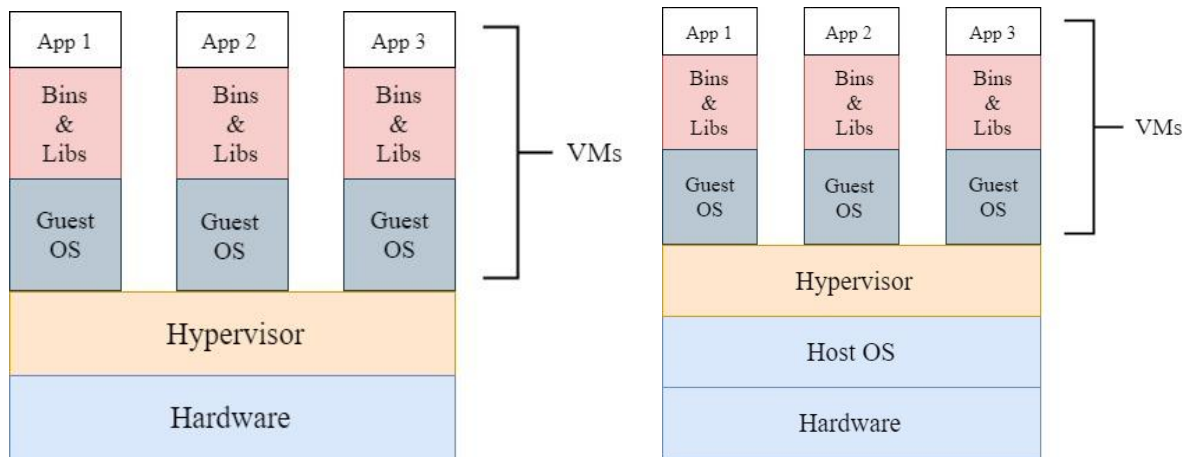 App 1
App 2
App 3
Bins
&
Libs
Bins
&
Libs
Bins
&
Libs
Guest
OS
Guest
OS
Guest
OS
VMs
Hypervisor
Hardware
App 1
App 2
App 3
Bins
&
Libs
Bins
&
Libs
Bins
&
Libs
Guest
OS
Guest
OS
Guest
OS
VMs
Hypervisor
Host OS
Hardware